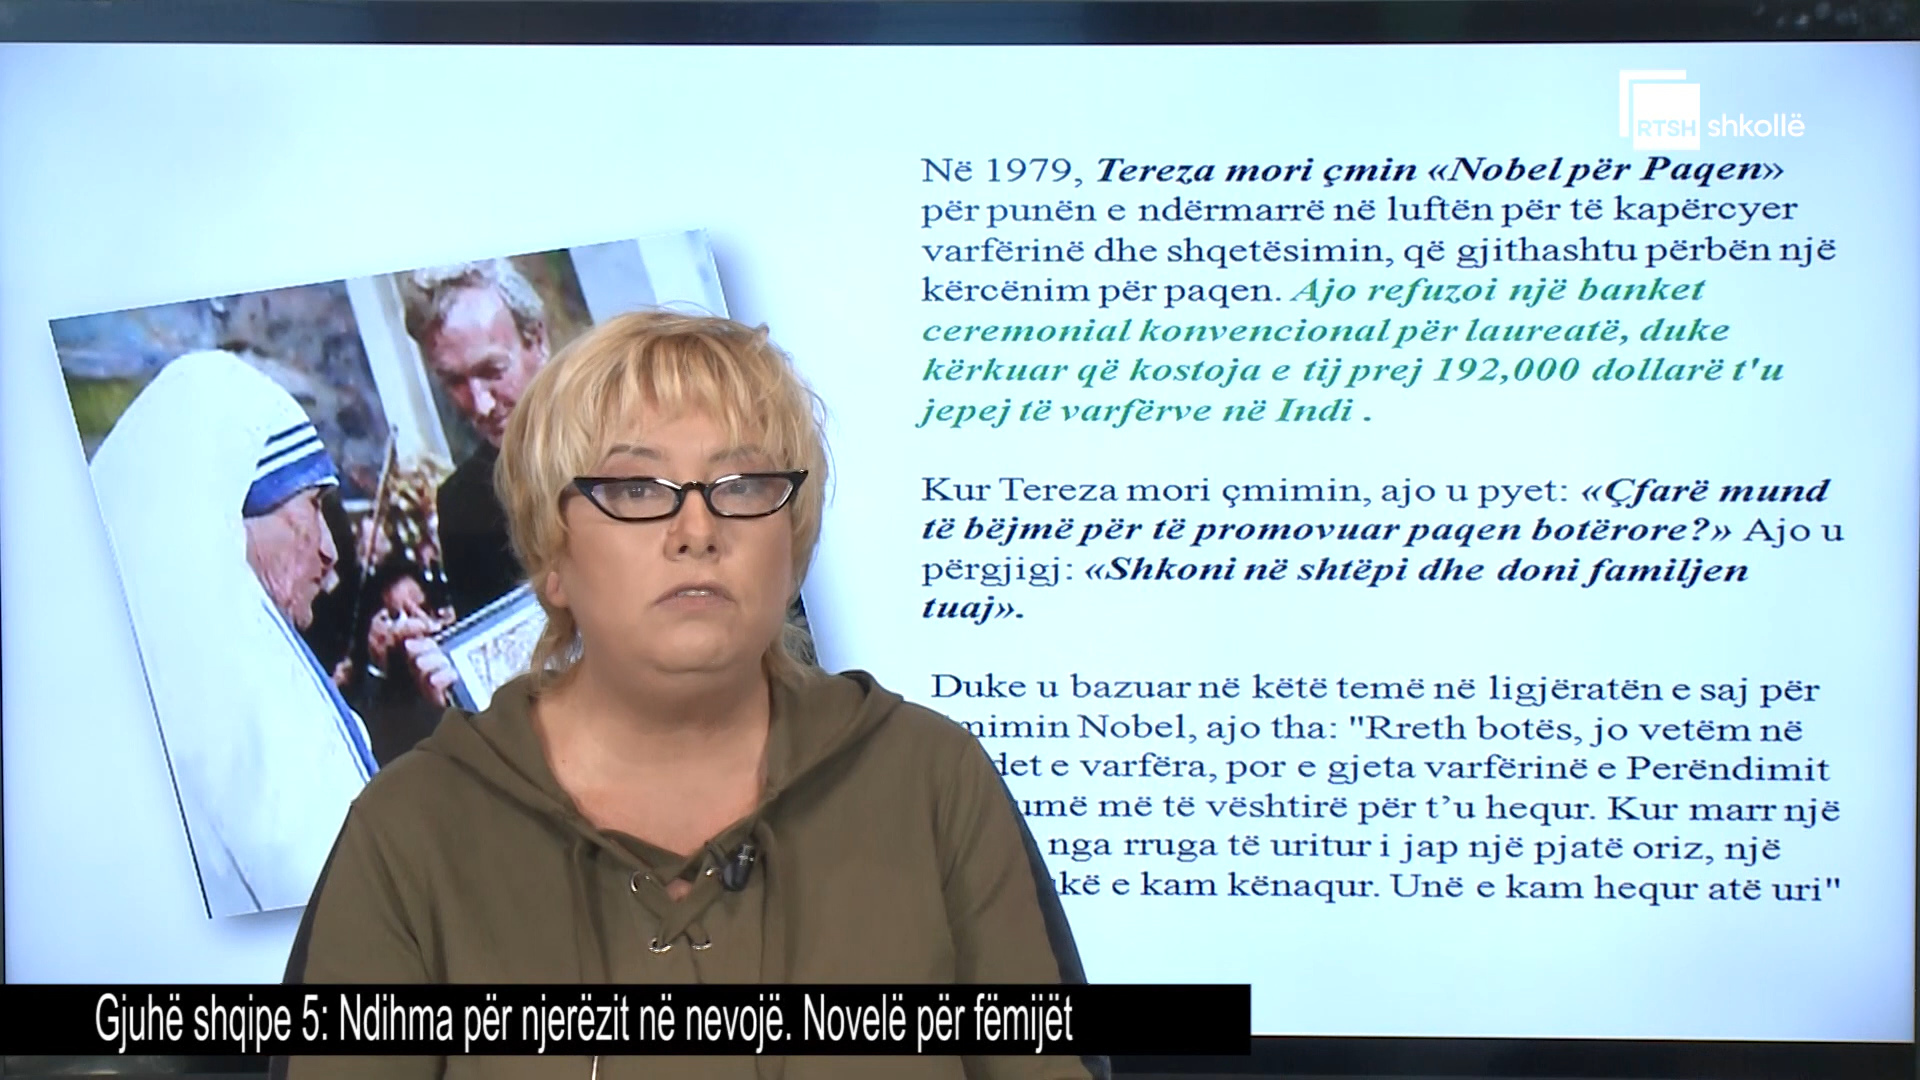 RTSH shkollë
Në 1979, Tereza mori çmin «Nobel për Paqen»
për punën e ndërmarrë në luftën për të kapërcyer
varfërinë dhe shqetësimin, që gjithashtu përbën një
kërcënim për paqen. Ajo refuzoi një banket
ceremonial konvencional për laureatë, duke
kërkuar që kostoja e tij prej 192,000 dollarë t'u
jepej të varfërve në Indi .
Kur Tereza mori çmimin, ajo u pyet: «Çfarë mund
të bëjmë për të promovuar paqen botërore?» Ajo u
përgjigj: «Shkoni në shtëpi dhe doni familjen
tuaj».
Duke u bazuar në këtë temë në ligjëratën e saj për
Nobel, ajo tha: "Rreth botës, jo vetëm në
e varfëra, por e gjeta varfërinë e Perëndimit
më të vështirë për t’u hequr. Kur marr një
nga rruga të uritur i jap një pjatë oriz, një
e kam kënaqur. Unë e kam hequr atë uri"
Gjuhë shqipe 5: Ndihma për njerëzit në nevojë. Novelë për fëmijët